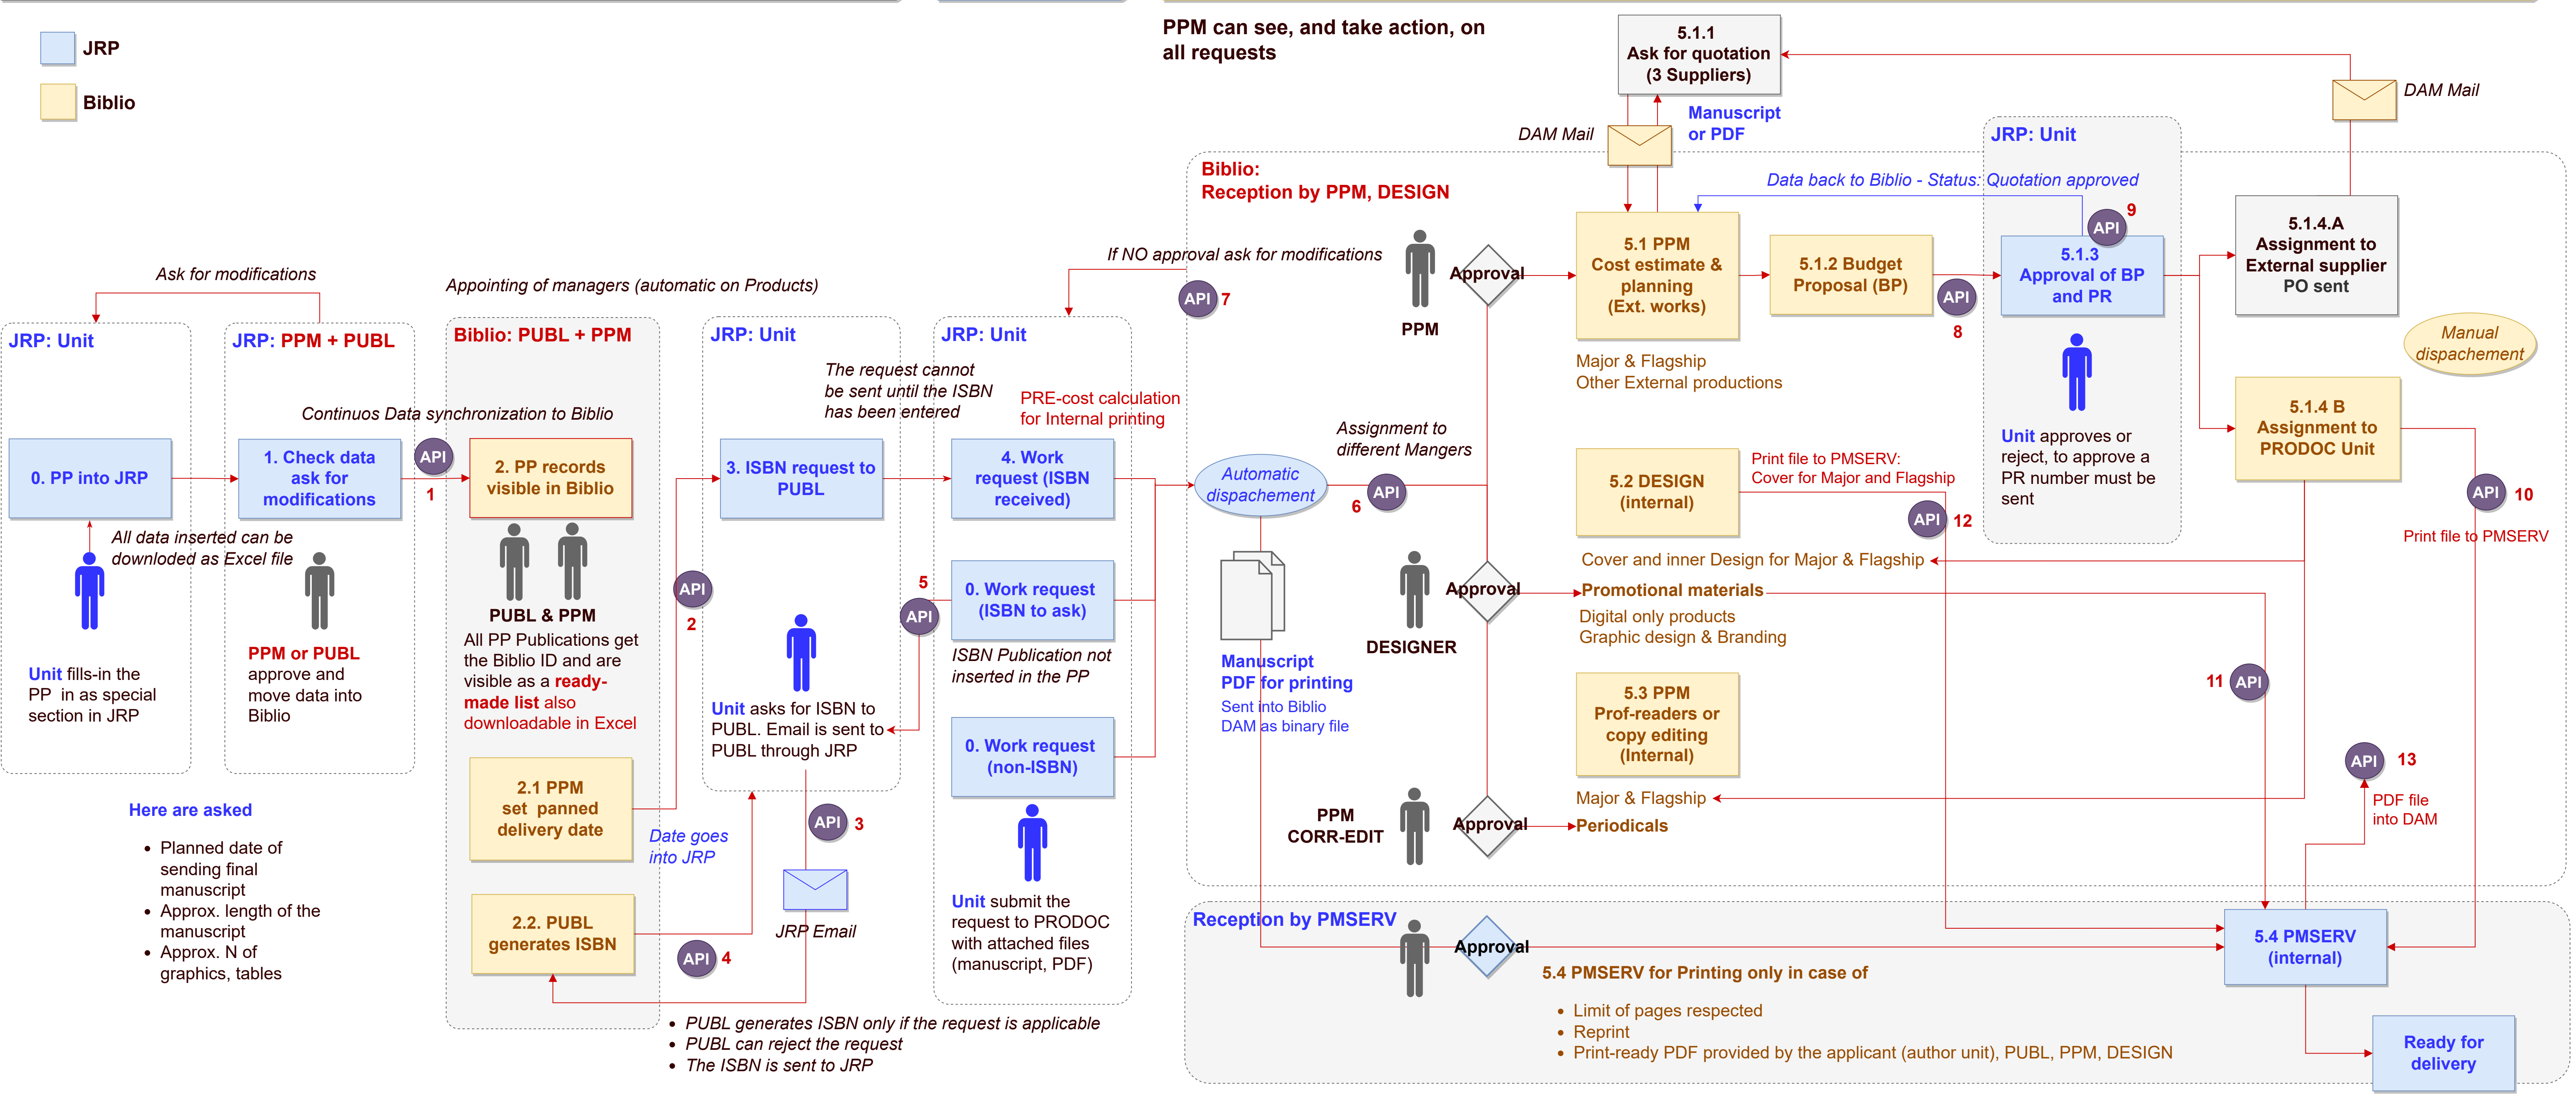 JRP
Biblio
PPM can see, and take action, on
all requests
5.1.1
Ask for quotation
(3 Suppliers)
DAM Mail
Manuscript
or PDF
DAM Mail
JRP: Unit
Biblio:
Reception by PPM, DESIGN
Data back to Biblio - Status: Quotation approved
9
API
5.1.4.A
Assignment to
External supplier
PO sent
5.1 PPM
Cost estimate &
planning
(Ext. works)
5.1.2 Budget
Proposal (BP)
5.1.3
Approval of BP
and PR
API
8
If NO approval ask for modifications
API 7
Approval
PPM
Manual
dispachement
Major & Flagship
Other External productions
Ask for modifications
Appointing of managers (automatic on Products)
JRP: Unit
JRP: PPM + PUBL
Biblio: PUBL + PPM
JRP: Unit
JRP: Unit
The request cannot
be sent until the ISBN
has been entered
PRE-cost calculation
for Internal printing
Continuos Data synchronization to Biblio
0. PP into JRP
1. Check data
ask for
modifications
API
1
2. PP records
visible in Biblio
3. ISBN request to
PUBL
4. Work
request (ISBN
received)
Automatic
dispachement
Assignment to
different Mangers
6
API
Unit approves or
reject, to approve a
PR number must be
sent
5.1.4 B
Assignment to
PRODOC Unit
5.2 DESIGN
(internal)
Print file to PMSERV:
Cover for Major and Flagship
API 12
API 10
Print file to PMSERV
All data inserted can be
downloded as Excel file
PUBL & PPM
All PP Publications get
the Biblio ID and are
visible as a ready-
made list also
downloadable in Excel
API
2
5
API
0. Work request
(ISBN to ask)
ISBN Publication not
inserted in the PP
Cover and inner Design for Major & Flagship
Approval
Promotional materials
Digital only products
Graphic design & Branding
DESIGNER
Manuscript
PDF for printing
Sent into Biblio
DAM as binary file
PPM or PUBL
approve and
move data into
Biblio
Unit fills-in the
PP in as special
section in JRP
Unit asks for ISBN to
PUBL. Email is sent to
PUBL through JRP
0. Work request
(non-ISBN)
5.3 PPM
Prof-readers or
copy editing
(Internal)
11 API
API 13
PDF file
into DAM
Major & Flagship
Periodicals
PPM
CORR-EDIT
Approval
Here are asked
• Planned date of
sending final
manuscript
• Approx. length of the
manuscript
• Approx. N of
graphics, tables
2.1 PPM
set panned
delivery date
Date goes
into JRP
API 3
JRP Email
2.2. PUBL
generates ISBN
API 4
Unit submit the
request to PRODOC
with attached files
(manuscript, PDF)
Reception by PMSERV
Approval
5.4 PMSERV
(internal)
5.4 PMSERV for Printing only in case of
• Limit of pages respected
• Reprint
• Print-ready PDF provided by the applicant (author unit), PUBL, PPM, DESIGN
Ready for
delivery
• PUBL generates ISBN only if the request is applicable
• PUBL can reject the request
• The ISBN is sent to JRP